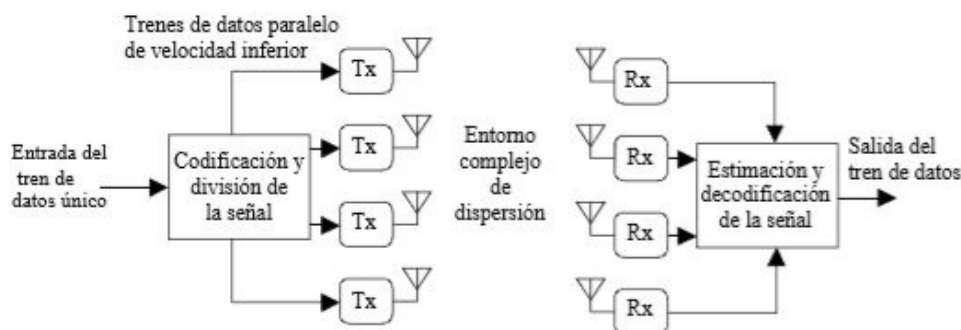 Trenes de datos paralelo
de velocidad inferior
Entrada del
tren de
datos único
Codificación y
división de
la señal
Tx
Tx
Tx
Tx
Entorno
complejo
de
dispersión
Rx
Rx
Rx
Rx
Estimación y
decodificación
de la señal
Salida del
tren de datos